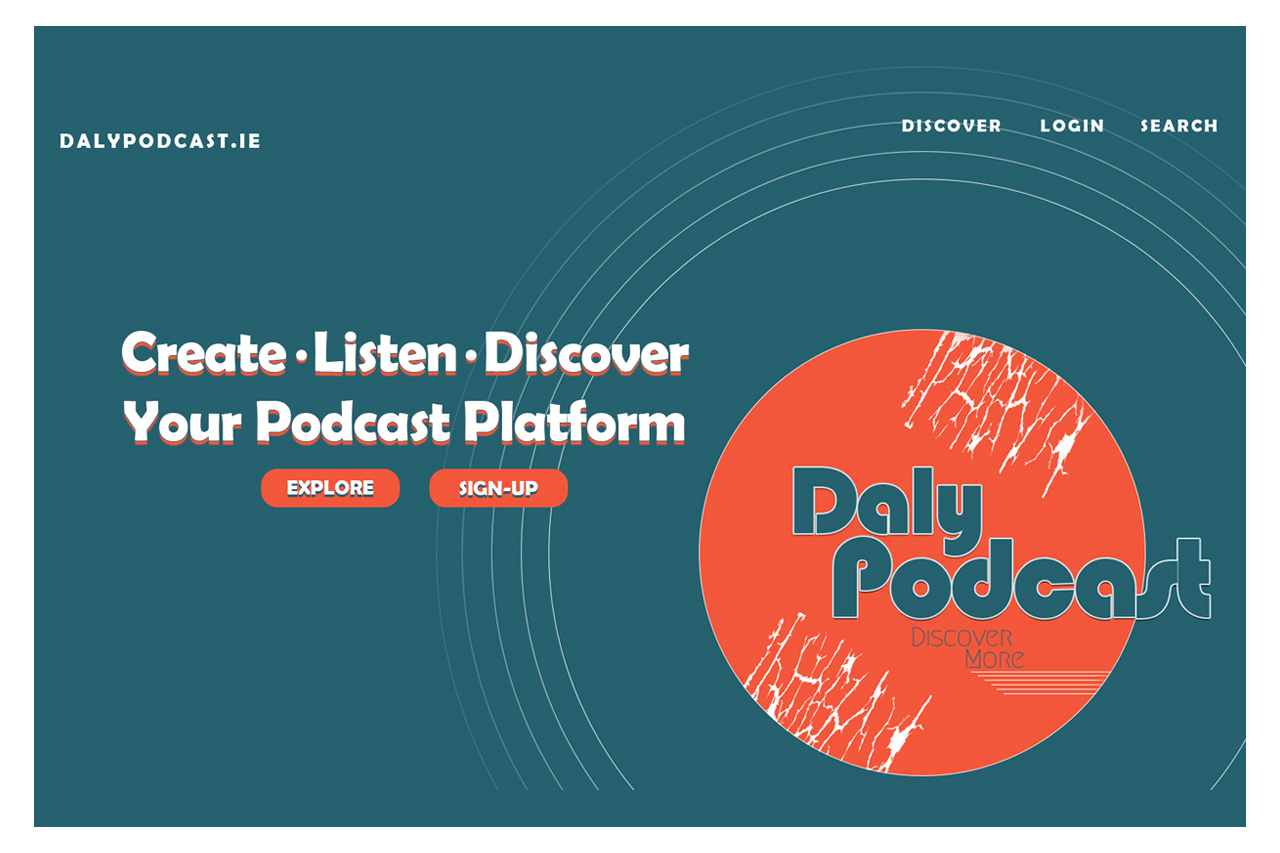 DALYPODCAST.IE
DISCOVER LOGIN SEARCH
Create · Listen · Discover
Your Podcast Platform
EXPLORE SIGN-UP
Daly
Podcast
Discover
More